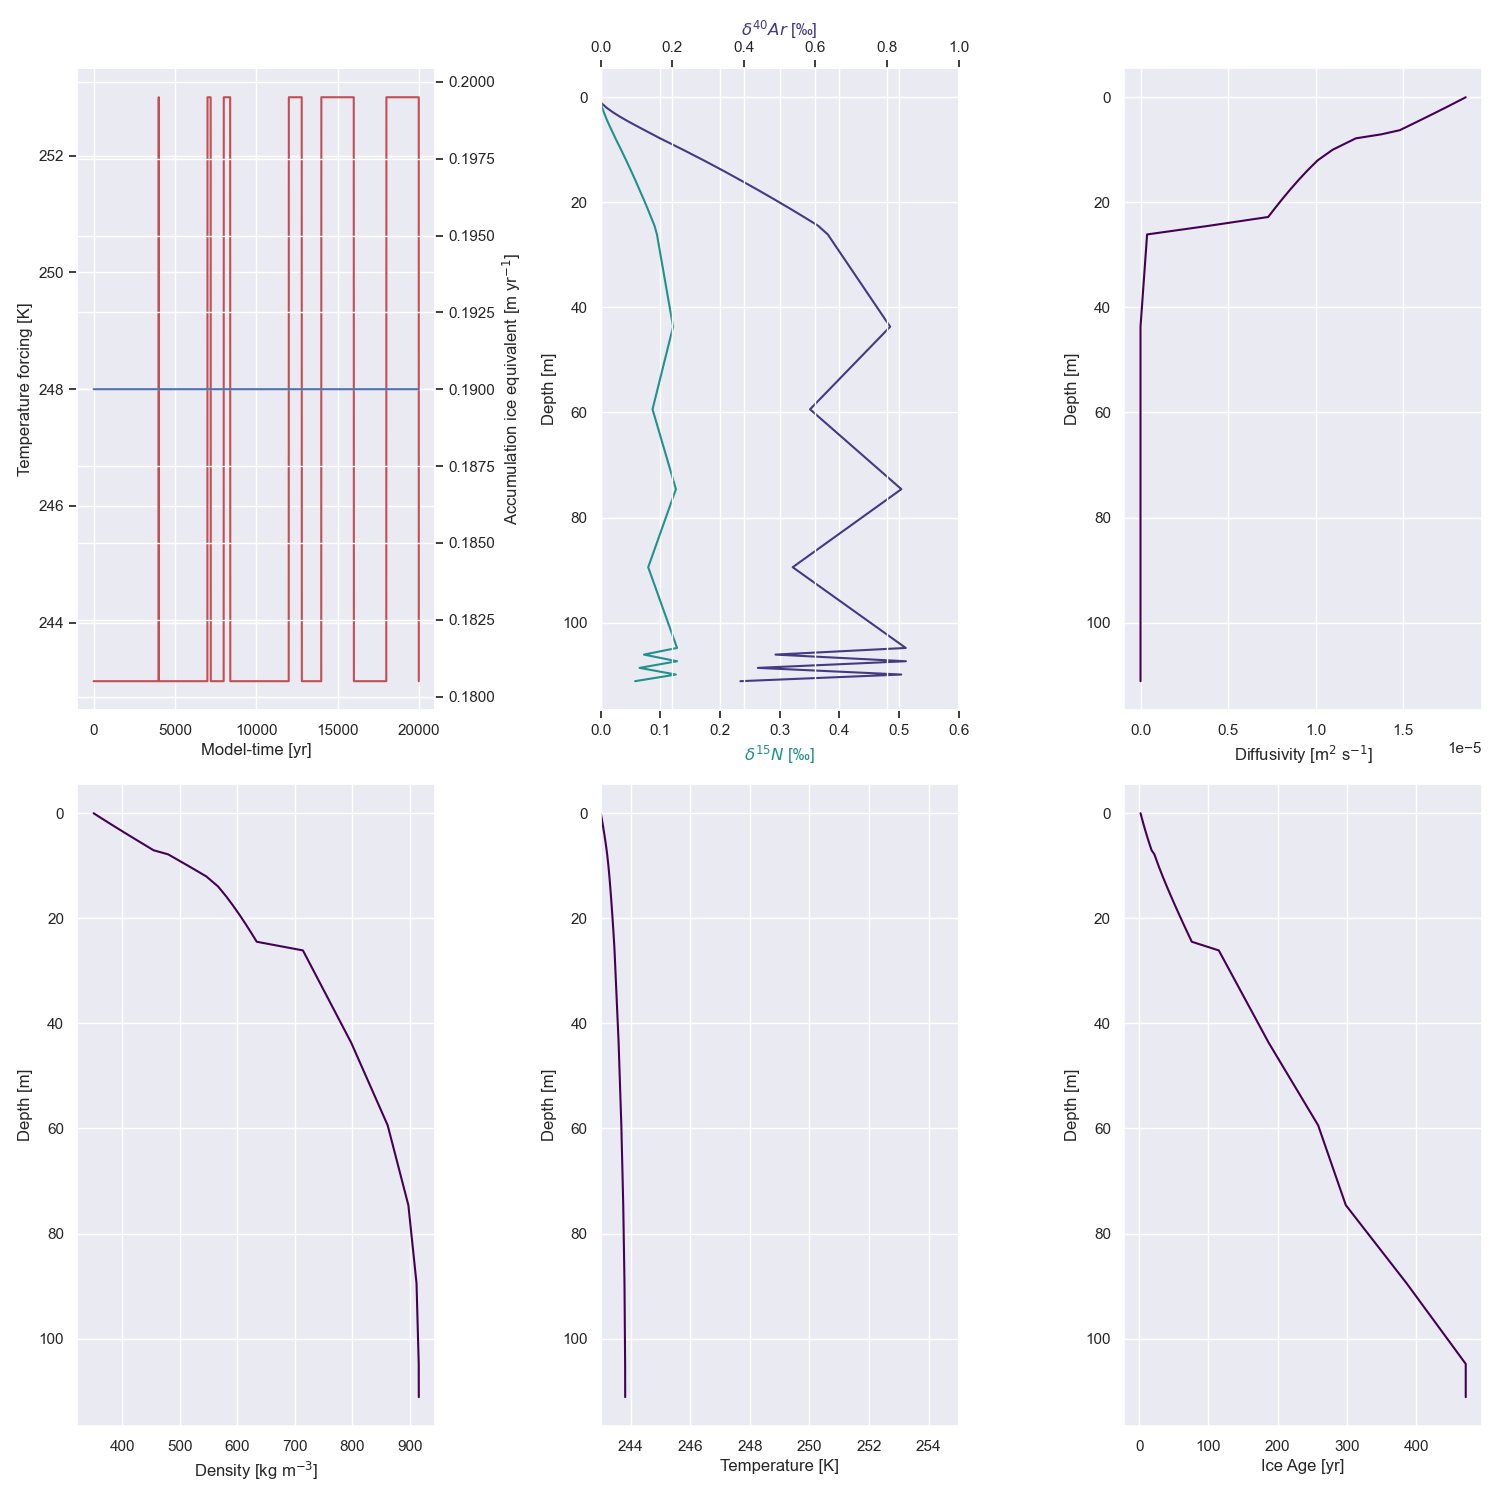 δ⁴⁰Ar [‰]
0.0 0.2 0.4 0.6 0.8 1.0
Temperature forcing [K]
252
250
248
246
244
0.2000
0.1975
0.1950
0.1925
0.1900
0.1875
0.1850
0.1825
0.1800
Accumulation ice equivalent [m yr⁻¹]
0 5000 10000 15000 20000
Model-time [yr]
Depth [m]
0
20
40
60
80
100
0.0 0.1 0.2 0.3 0.4 0.5 0.6
δ¹⁵N [‰]
Depth [m]
0
20
40
60
80
100
0.0 0.5 1.0 1.5
1e−5
Diffusivity [m² s⁻¹]
Depth [m]
0
20
40
60
80
100
400 500 600 700 800 900
Density [kg m⁻³]
Depth [m]
0
20
40
60
80
100
244 246 248 250 252 254
Temperature [K]
Depth [m]
0
20
40
60
80
100
0 100 200 300 400
Ice Age [yr]